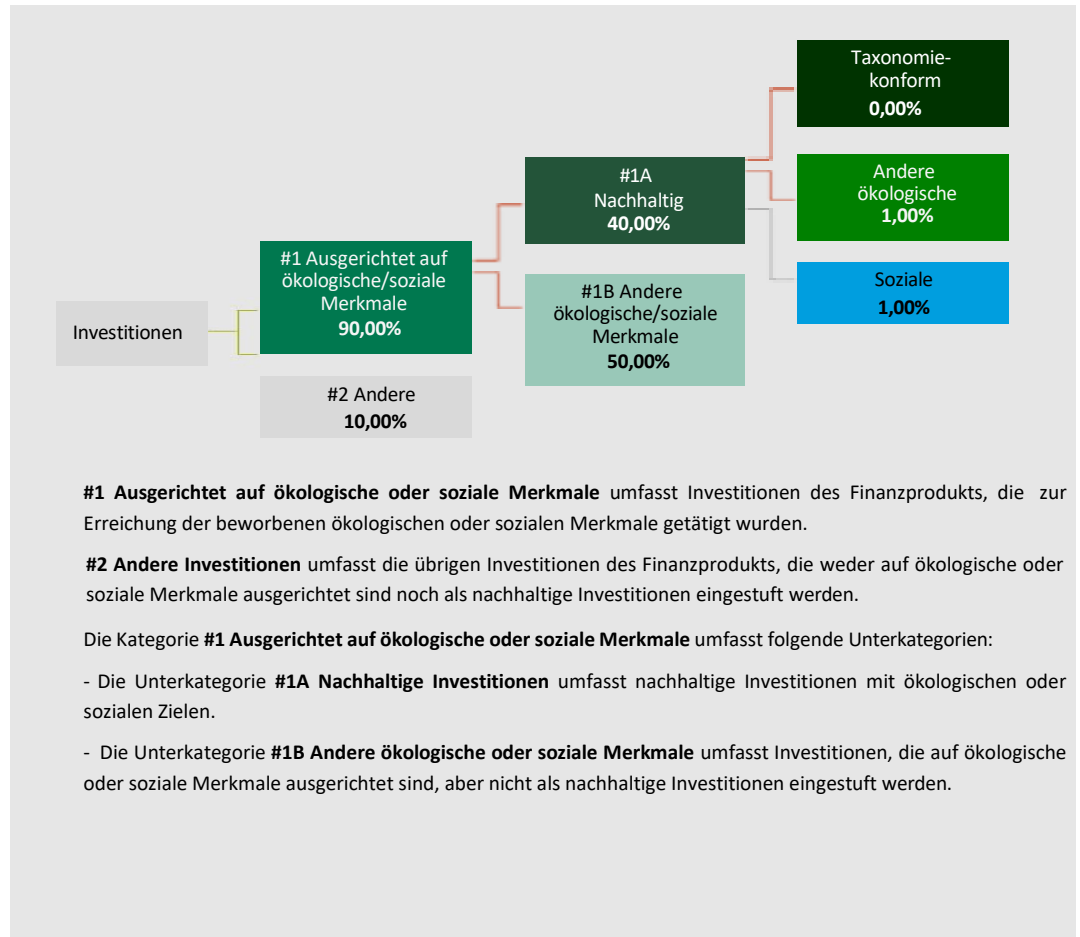 Taxonomie-
konform
0,00%
#1A
Nachhaltig
40,00%
Andere
ökologische
1,00%
#1 Ausgerichtet auf
ökologische/soziale
Merkmale
90,00%
#1B Andere
ökologische/soziale
Merkmale
50,00%
Soziale
1,00%
Investitionen
#2 Andere
10,00%
#1 Ausgerichtet auf ökologische oder soziale Merkmale umfasst Investitionen des Finanzprodukts, die zur
Erreichung der beworbenen ökologischen oder sozialen Merkmale getätigt wurden.
#2 Andere Investitionen umfasst die übrigen Investitionen des Finanzprodukts, die weder auf ökologische oder
soziale Merkmale ausgerichtet sind noch als nachhaltige Investitionen eingestuft werden.
Die Kategorie #1 Ausgerichtet auf ökologische oder soziale Merkmale umfasst folgende Unterkategorien:
- Die Unterkategorie #1A Nachhaltige Investitionen umfasst nachhaltige Investitionen mit ökologischen oder
sozialen Zielen.
- Die Unterkategorie #1B Andere ökologische oder soziale Merkmale umfasst Investitionen, die auf ökologische
oder soziale Merkmale ausgerichtet sind, aber nicht als nachhaltige Investitionen eingestuft werden.